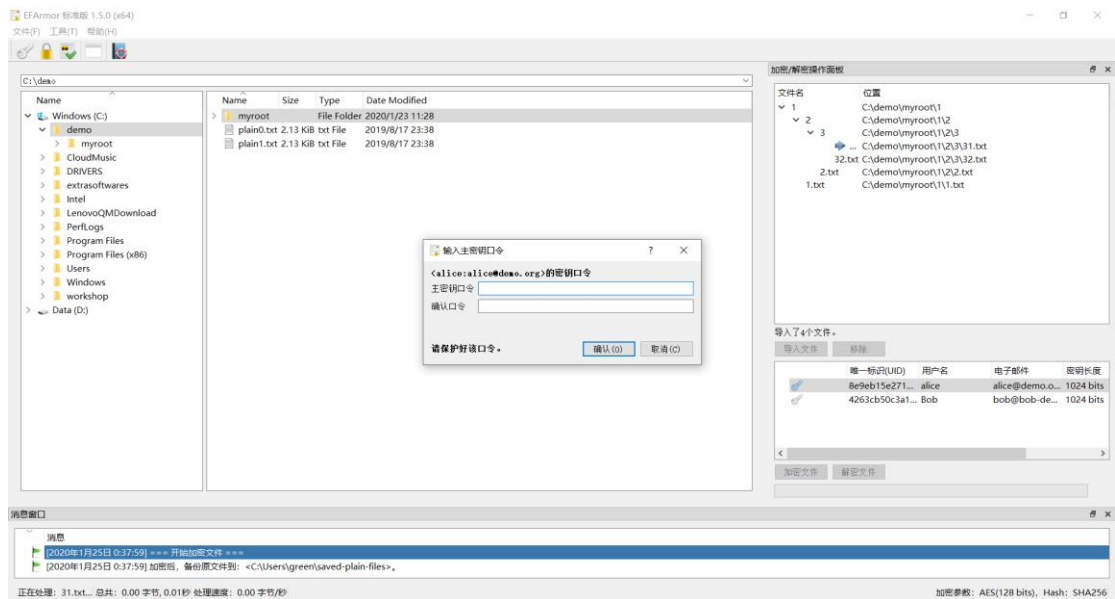 EFArmor 标准版 1.5.0 (x64)
文件(F) 工具(T) 帮助(H)
C:\demo
Name
Windows (C:)
demo
myroot
CloudMusic
DRIVERS
extrasoftwares
Intel
LenovoQMDownload
PerfLogs
Program Files
Program Files (x86)
Users
Windows
workshop
Data (D:)
Name Size Type Date Modified
myroot File Folder 2020/1/23 11:28
plain0.txt 2.13 KiB txt File 2019/8/17 23:38
plain1.txt 2.13 KiB txt File 2019/8/17 23:38
输入主密钥口令 ?
<alice:alice@demo.org>的密钥口令
主密钥口令
确认口令
请保护好该口令。 确认(O) 取消(C)
加密/解密操作面板
文件名 位置
1 C:\demo\myroot\1
2 C:\demo\myroot\1\2
3 C:\demo\myroot\1\2\3
... C:\demo\myroot\1\2\3\31.txt
32.txt C:\demo\myroot\1\2\3\32.txt
2.txt C:\demo\myroot\1\2\2.txt
1.txt C:\demo\myroot\1\1.txt
导入了4个文件。
导入文件 移除
唯一标识(UID) 用户名 电子邮件 密钥长度
8e9eb15e271... alice alice@demo.o... 1024 bits
4263cb50c3a1... Bob bob@bob-de... 1024 bits
加密文件 解密文件
消息窗口
消息
[2020年1月25日 0:37:59] === 开始加密文件 ===
[2020年1月25日 0:37:59] 加密后，备份原文件到：<C:\Users\green\saved-plain-files>。
正在处理：31.txt... 总共：0.00 字节, 0.01秒 处理速度：0.00 字节/秒
加密参数：AES(128 bits), Hash：SHA256